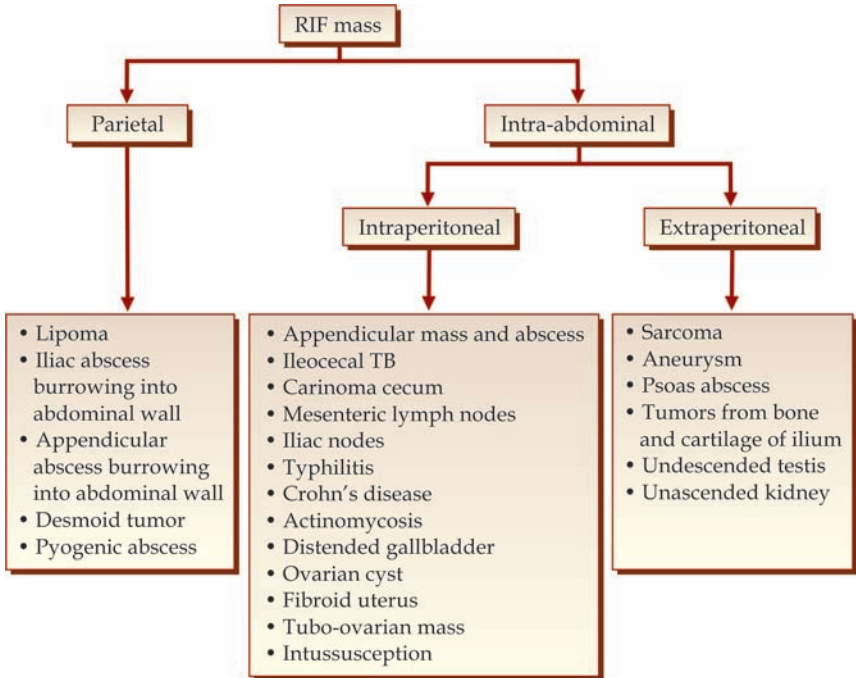 RIF mass
Parietal
Intra-abdominal
Intraperitoneal
Extraperitoneal
• Lipoma
• Iliac abscess
burrowing into
abdominal wall
• Appendicular
abscess burrowing
into abdominal wall
• Desmoid tumor
• Pyogenic abscess
• Appendicular mass and abscess
• Ileocecal TB
• Carinoma cecum
• Mesenteric lymph nodes
• Iliac nodes
• Typhilitis
• Crohn's disease
• Actinomycosis
• Distended gallbladder
• Ovarian cyst
• Fibroid uterus
• Tubo-ovarian mass
• Intussusception
• Sarcoma
• Aneurysm
• Psoas abscess
• Tumors from bone
and cartilage of ilium
• Undescended testis
• Unascended kidney